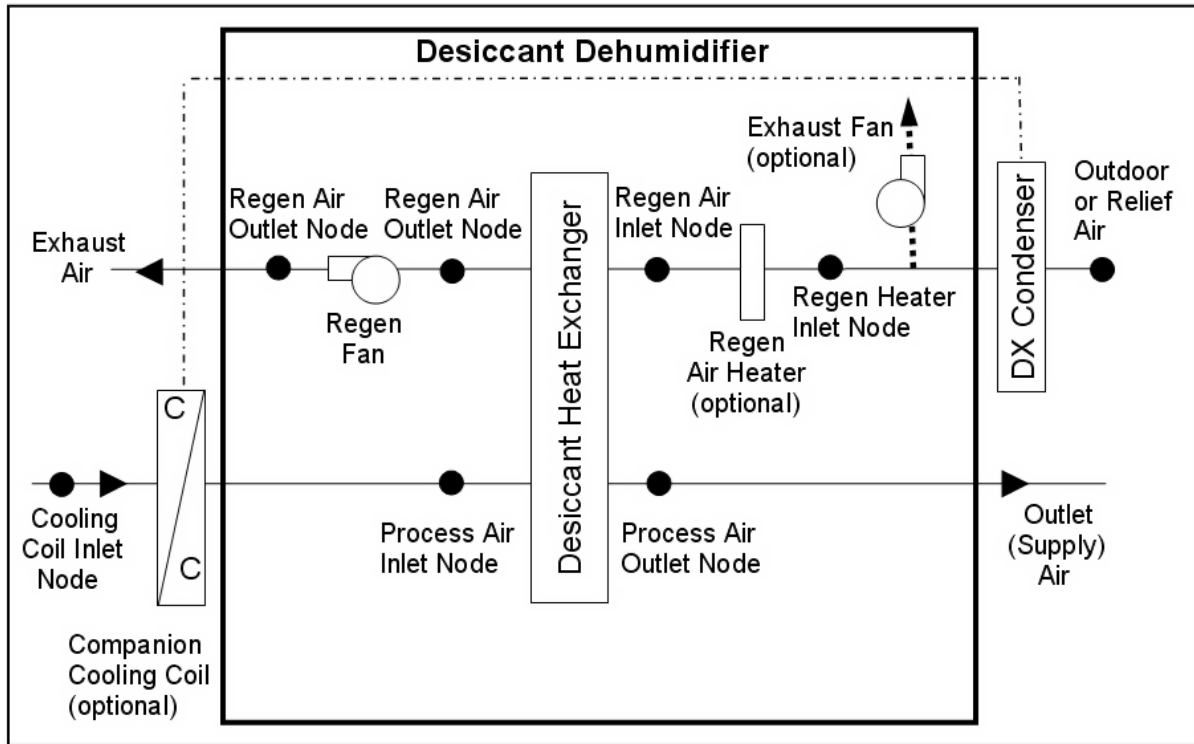 Desiccant Dehumidifier
Exhaust Fan
(optional)
Outdoor
or Relief
Air
Regen Air
Outlet Node
Regen Air
Outlet Node
Regen Air
Inlet Node
Exhaust
Air
Regen
Fan
Desiccant Heat Exchanger
Regen
Air Heater
(optional)
Regen Heater
Inlet Node
DX Condenser
C
C
Cooling
Coil Inlet
Node
Process Air
Inlet Node
Process Air
Outlet Node
Outlet
(Supply)
Air
Companion
Cooling Coil
(optional)